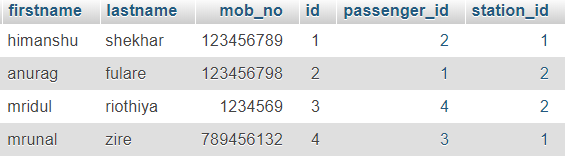 firstname lastname mob_no id passenger_id station_id
himanshu shekhar 123456789 1 2 1
anurag fulare 123456798 2 1 2
mridul riothiya 1234569 3 4 2
mrunal zire 789456132 4 3 1